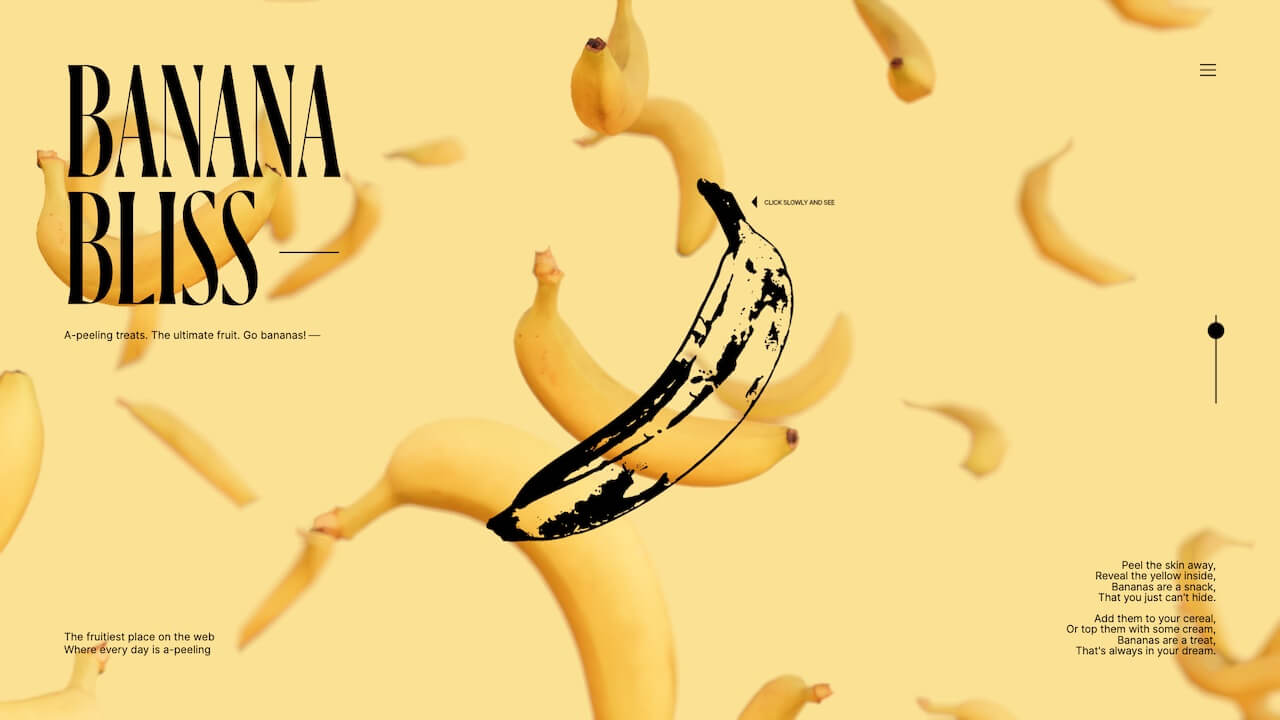 BANANA
BLISS
A-peeling treats. The ultimate fruit. Go bananas! —
CLICK SLOWLY AND SEE
The fruitiest place on the web
Where every day is a-peeling
Peel the skin away,
Reveal the yellow inside,
Bananas are a snack,
That you just can't hide.
Add them to your cereal,
Or top them with some cream,
Bananas are a treat,
That's always in your dream.